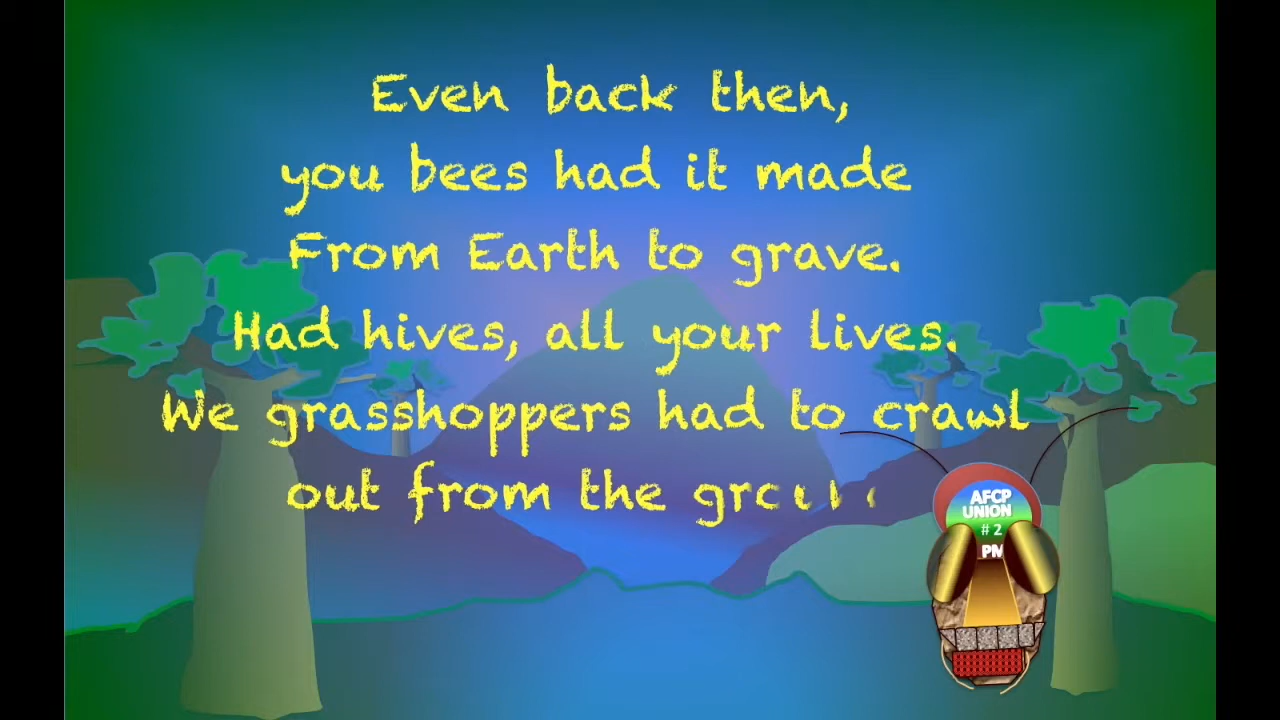 Even back then,
you bees had it made
From Earth to grave.
Had hives, all your lives.
We grasshoppers had to crawl
out from the
AFCP
UNION
# 2
PM